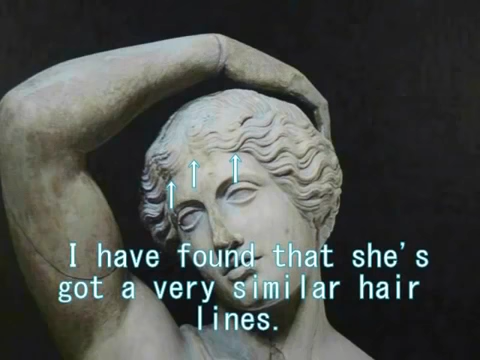 I have found that she's
got a very similar hair
lines.